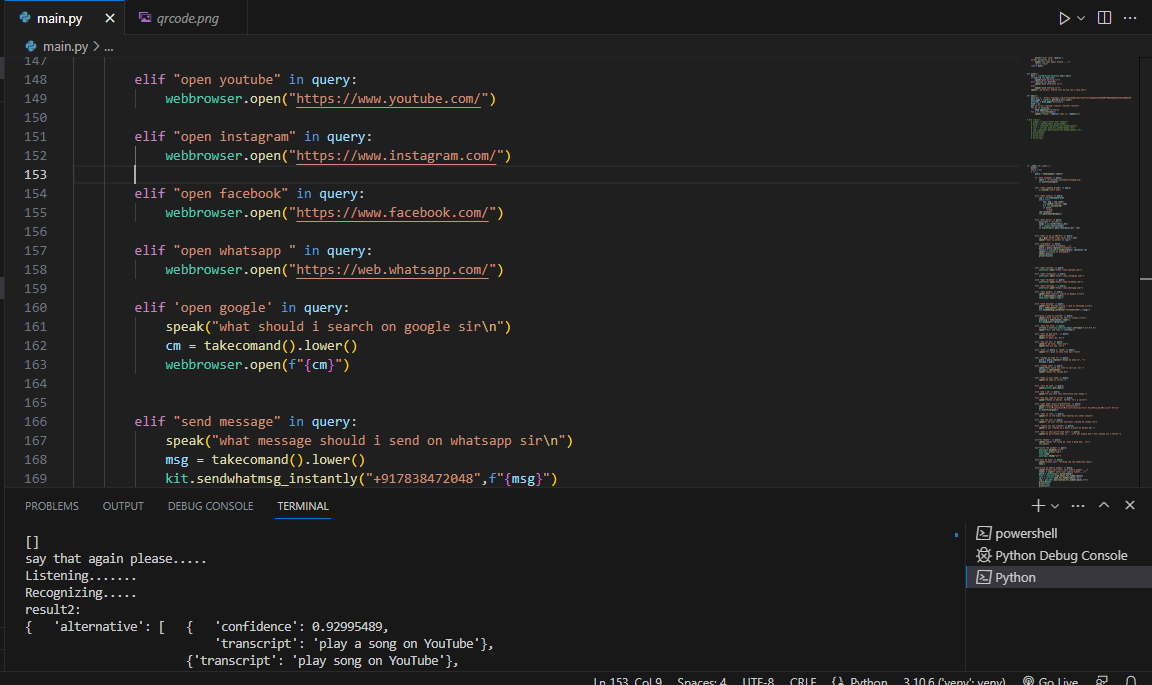 main.py
qrcode.png
main.py > ...
147
148 elif "open youtube" in query:
149 webbrowser.open("https://www.youtube.com/")
150
151 elif "open instagram" in query:
152 webbrowser.open("https://www.instagram.com/")
153
154 elif "open facebook" in query:
155 webbrowser.open("https://www.facebook.com/")
156
157 elif "open whatsapp " in query:
158 webbrowser.open("https://web.whatsapp.com/")
159
160 elif 'open google' in query:
161 speak("what should i search on google sir\n")
162 cm = takecomand().lower()
163 webbrowser.open(f"{cm}")
164
165
166 elif "send message" in query:
167 speak("what message should i send on whatsapp sir\n")
168 msg = takecomand().lower()
169 kit.sendwhatmsg_instantly("+917838472048",f"{msg}")
PROBLEMS OUTPUT DEBUG CONSOLE TERMINAL
[]
say that again please.....
Listening.......
Recognizing.....
result2:
{ 'alternative': [ { 'confidence': 0.92995489,
'transcript': 'play a song on YouTube'},
{'transcript': 'play song on YouTube'},
powershell
Python Debug Console
Python
Ln 153, Col 9 Spaces: 4 UTF-8 CRLF Python 3.10.6 ('venv': venv) Go Live